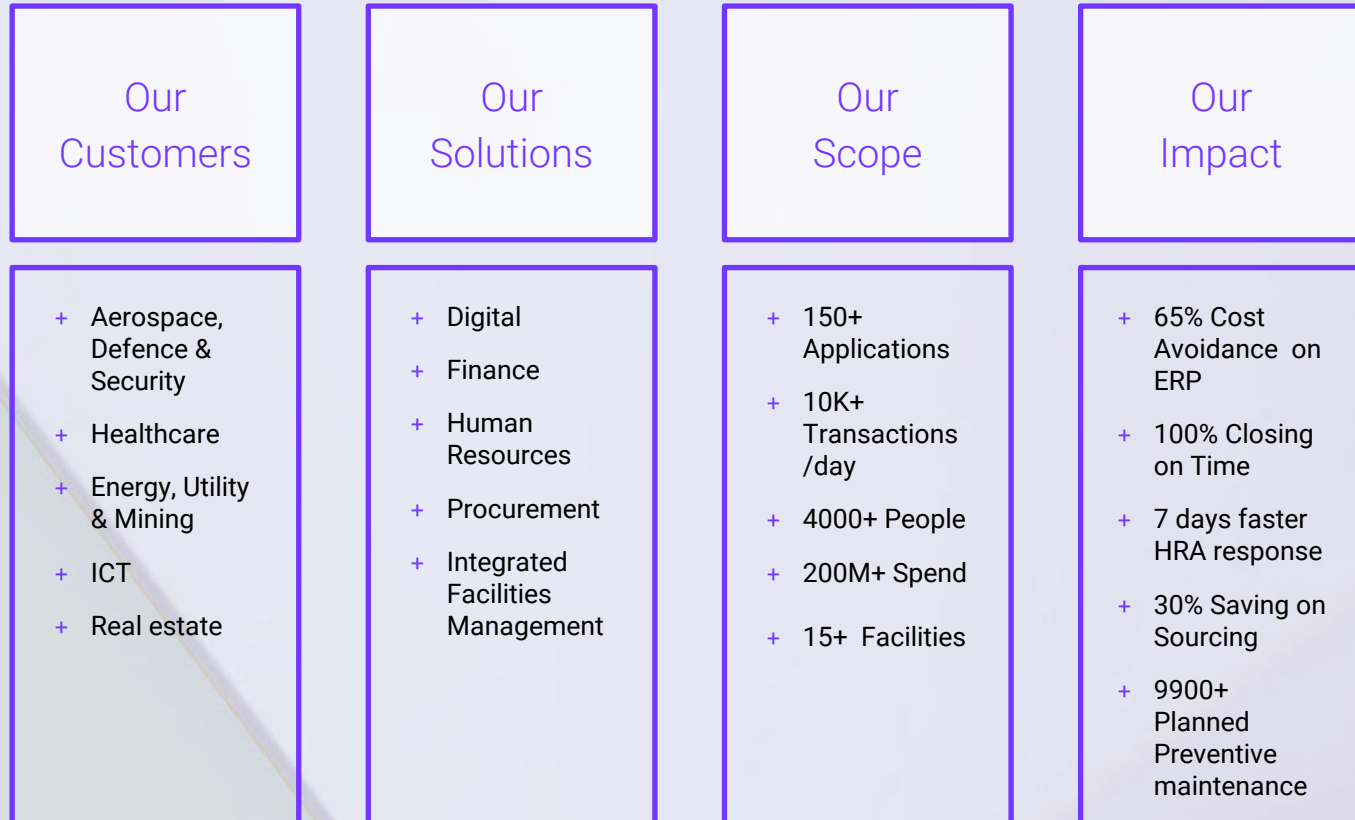 Our
Customers
Our
Solutions
Our
Scope
Our
Impact
+ Aerospace,
Defence &
Security
+ Healthcare
+ Energy, Utility
& Mining
+ ICT
+ Real estate
+ Digital
+ Finance
+ Human
Resources
+ Procurement
+ Integrated
Facilities
Management
+ 150+
Applications
+ 10K+
Transactions
/day
+ 4000+ People
+ 200M+ Spend
+ 15+ Facilities
+ 65% Cost
Avoidance on
ERP
+ 100% Closing
on Time
+ 7 days faster
HRA response
+ 30% Saving on
Sourcing
+ 9900+
Planned
Preventive
maintenance